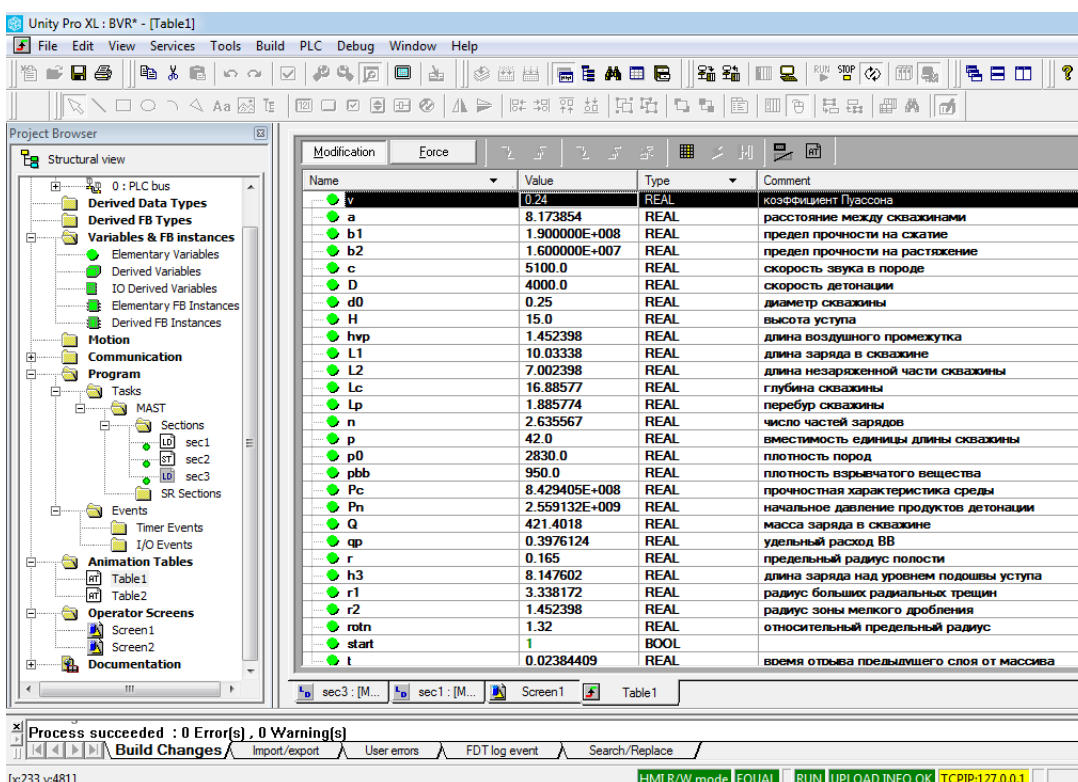 Unity Pro XL : BVR* - [Table1]
File Edit View Services Tools Build PLC Debug Window Help
Project Browser
Structural view
0 : PLC bus
Derived Data Types
Derived FB Types
Variables & FB instances
Elementary Variables
Derived Variables
IO Derived Variables
Elementary FB Instances
Derived FB Instances
Motion
Communication
Program
Tasks
MAST
Sections
LD sec1
ST sec2
LD sec3
SR Sections
Events
Timer Events
I/O Events
Animation Tables
Table1
Table2
Operator Screens
Screen1
Screen2
Documentation
Modification Force
Name Value Type Comment
v 0.24 REAL коэффициент Пуассона
a 8.173854 REAL расстояние между скважинами
b1 1.900000E+008 REAL предел прочности на сжатие
b2 1.600000E+007 REAL предел прочности на растяжение
c 5100.0 REAL скорость звука в породе
D 4000.0 REAL скорость детонации
d0 0.25 REAL диаметр скважины
H 15.0 REAL высота уступа
hvp 1.452398 REAL длина воздушного промежутка
L1 10.03338 REAL длина заряда в скважине
L2 7.002398 REAL длина незаряженной части скважины
Lc 16.88577 REAL глубина скважины
Lp 1.885774 REAL перебур скважины
n 2.635567 REAL число частей зарядов
p 42.0 REAL вместимость единицы длины скважины
p0 2830.0 REAL плотность пород
pbb 950.0 REAL плотность взрывчатого вещества
Pc 8.429405E+008 REAL прочностная характеристика среды
Pn 2.559132E+009 REAL начальное давление продуктов детонации
Q 421.4018 REAL масса заряда в скважине
qp 0.3976124 REAL удельный расход ВВ
r 0.165 REAL предельный радиус полости
h3 8.147602 REAL длина заряда над уровнем подошвы уступа
r1 3.338172 REAL радиус больших радиальных трещин
r2 1.452398 REAL радиус зоны мелкого дробления
rotn 1.32 REAL относительный предельный радиус
start 1 BOOL
t 0.02384409 REAL время отрыва предыдущего слоя от массива
sec3 : [M... sec1 : [M... Screen1 Table1
Process succeeded : 0 Error(s) , 0 Warning(s)
Build Changes Import/export User errors FDT log event Search/Replace
[x:233 y:481] HMI R/W mode EQUAL RUN UPLOAD INFO OK TCPIP:127.0.0.1